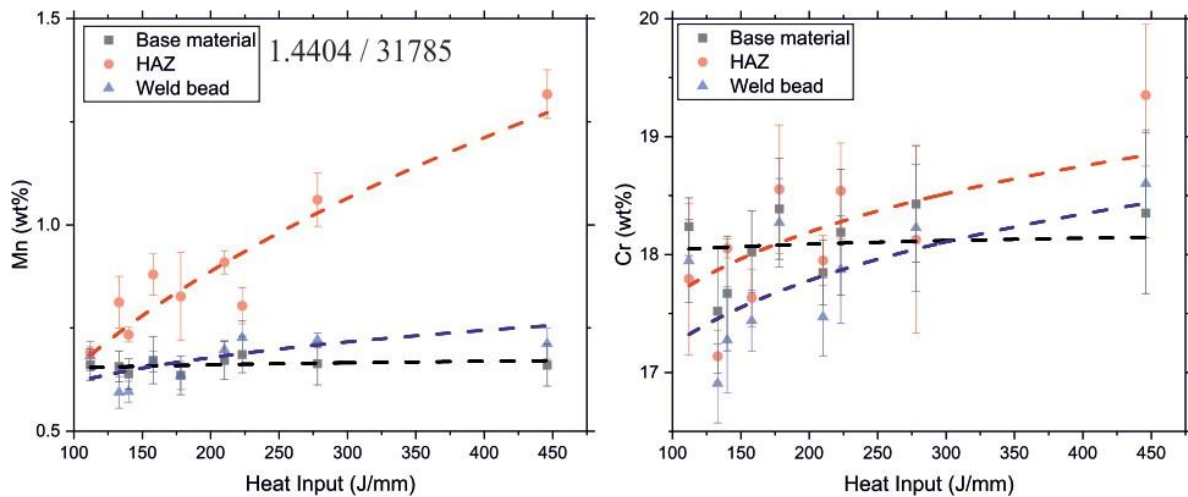 Base material
HAZ
Weld bead
1.4404 / 31785
Mn (wt%)
1.5
1.0
0.5
100 150 200 250 300 350 400 450
Heat Input (J/mm)
Base material
HAZ
Weld bead
Cr (wt%)
20
19
18
17
100 150 200 250 300 350 400 450
Heat Input (J/mm)